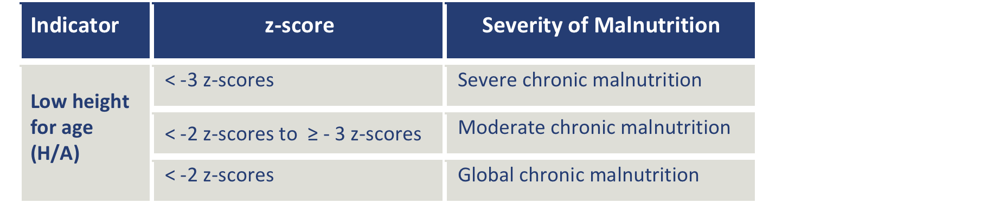 Indicator
z-score
Severity of Malnutrition
Low height
for age
(H/A)
< -3 z-scores
Severe chronic malnutrition
< -2 z-scores to  ≥ - 3 z-scores
Moderate chronic malnutrition
< -2 z-scores
Global chronic malnutrition